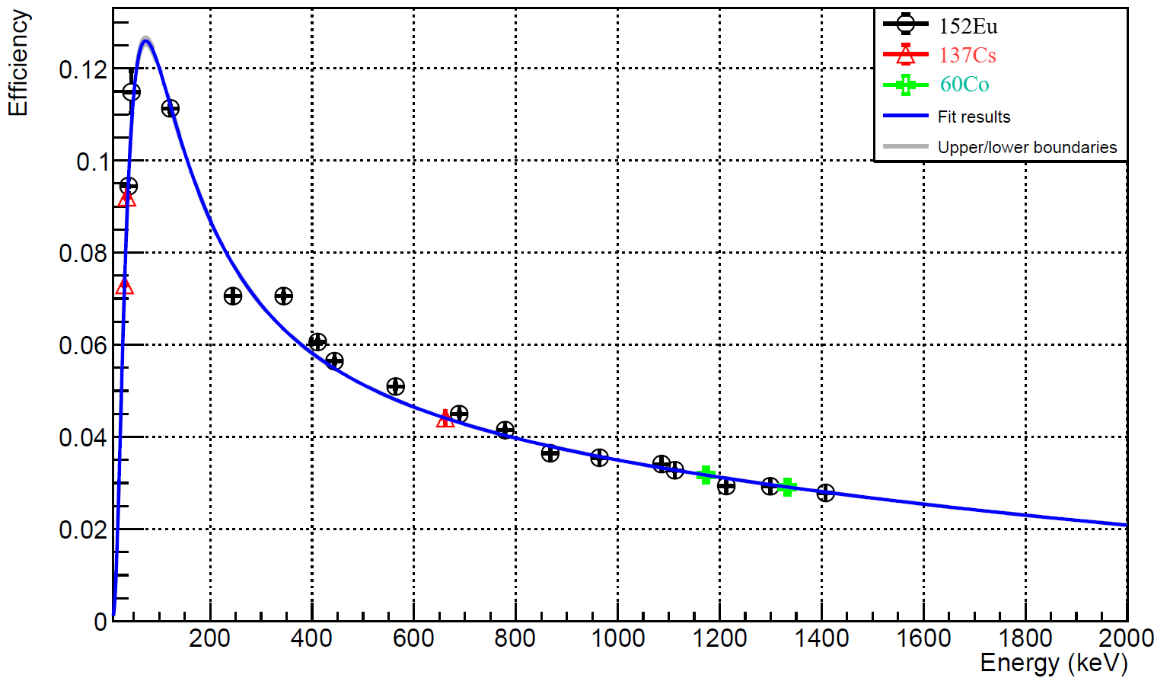 Efficiency
0.12
0.1
0.08
0.06
0.04
0.02
0
200
400
600
800
1000
1200
1400
1600
1800
2000
Energy (keV)
152Eu
137Cs
60Co
Fit results
Upper/lower boundaries